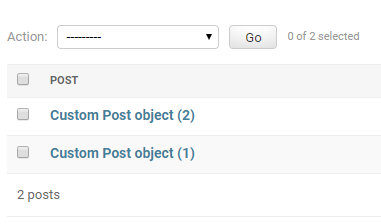 Action: --------- Go 0 of 2 selected
POST
Custom Post object (2)
Custom Post object (1)
2 posts